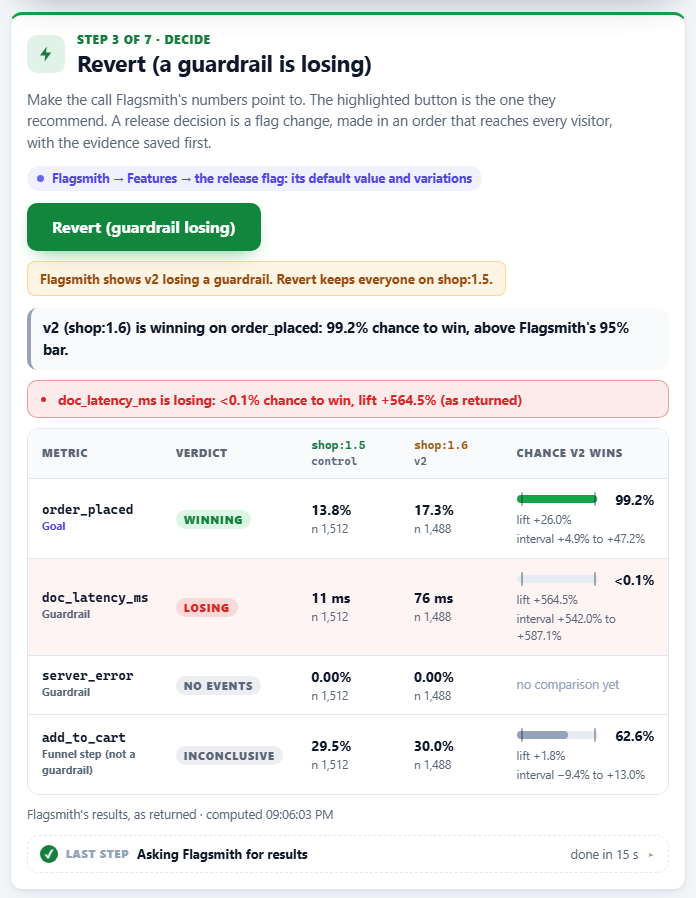 STEP 3 OF 7 · DECIDE
Revert (a guardrail is losing)
Make the call Flagsmith's numbers point to. The highlighted button is the one they
recommend. A release decision is a flag change, made in an order that reaches every visitor,
with the evidence saved first.
Flagsmith → Features → the release flag: its default value and variations
Revert (guardrail losing)
Flagsmith shows v2 losing a guardrail. Revert keeps everyone on shop:1.5.
v2 (shop:1.6) is winning on order_placed: 99.2% chance to win, above Flagsmith's 95%
bar.
• doc_latency_ms is losing: <0.1% chance to win, lift +564.5% (as returned)
METRIC VERDICT shop:1.5 control shop:1.6 v2 CHANCE V2 WINS
order_placed
Goal
WINNING
13.8%
n 1,512
17.3%
n 1,488
99.2%
lift +26.0%
interval +4.9% to +47.2%
doc_latency_ms
Guardrail
LOSING
11 ms
n 1,512
76 ms
n 1,488
<0.1%
lift +564.5%
interval +542.0% to
+587.1%
server_error
Guardrail
NO EVENTS
0.00%
n 1,512
0.00%
n 1,488
no comparison yet
add_to_cart
Funnel step (not a
guardrail)
INCONCLUSIVE
29.5%
n 1,512
30.0%
n 1,488
62.6%
lift +1.8%
interval −9.4% to +13.0%
Flagsmith's results, as returned · computed 09:06:03 PM
LAST STEP Asking Flagsmith for results done in 15 s